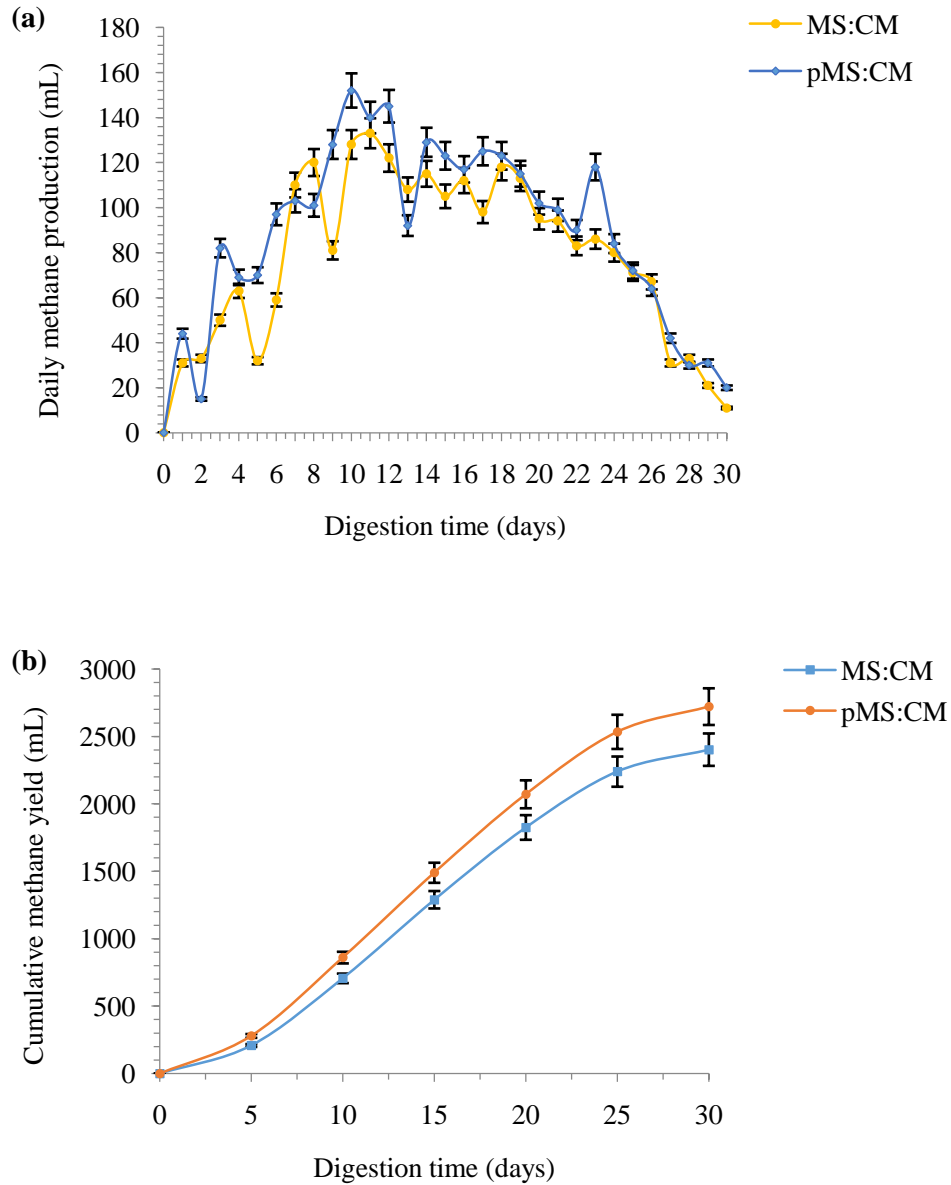 (a)
MS:CM
pMS:CM
Daily methane production (mL)
180
160
140
120
100
80
60
40
20
0
0 2 4 6 8 10 12 14 16 18 20 22 24 26 28 30
Digestion time (days)
(b)
MS:CM
pMS:CM
Cumulative methane yield (mL)
3000
2500
2000
1500
1000
500
0
0 5 10 15 20 25 30
Digestion time (days)